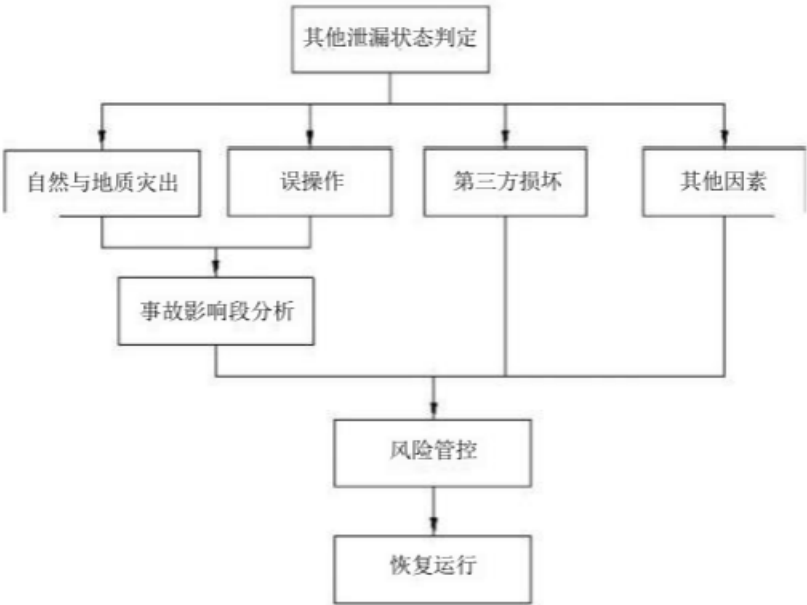 其他泄漏状态判定
自然与地质灾出
误操作
第三方损坏
其他因素
事故影响段分析
风险管控
恢复运行